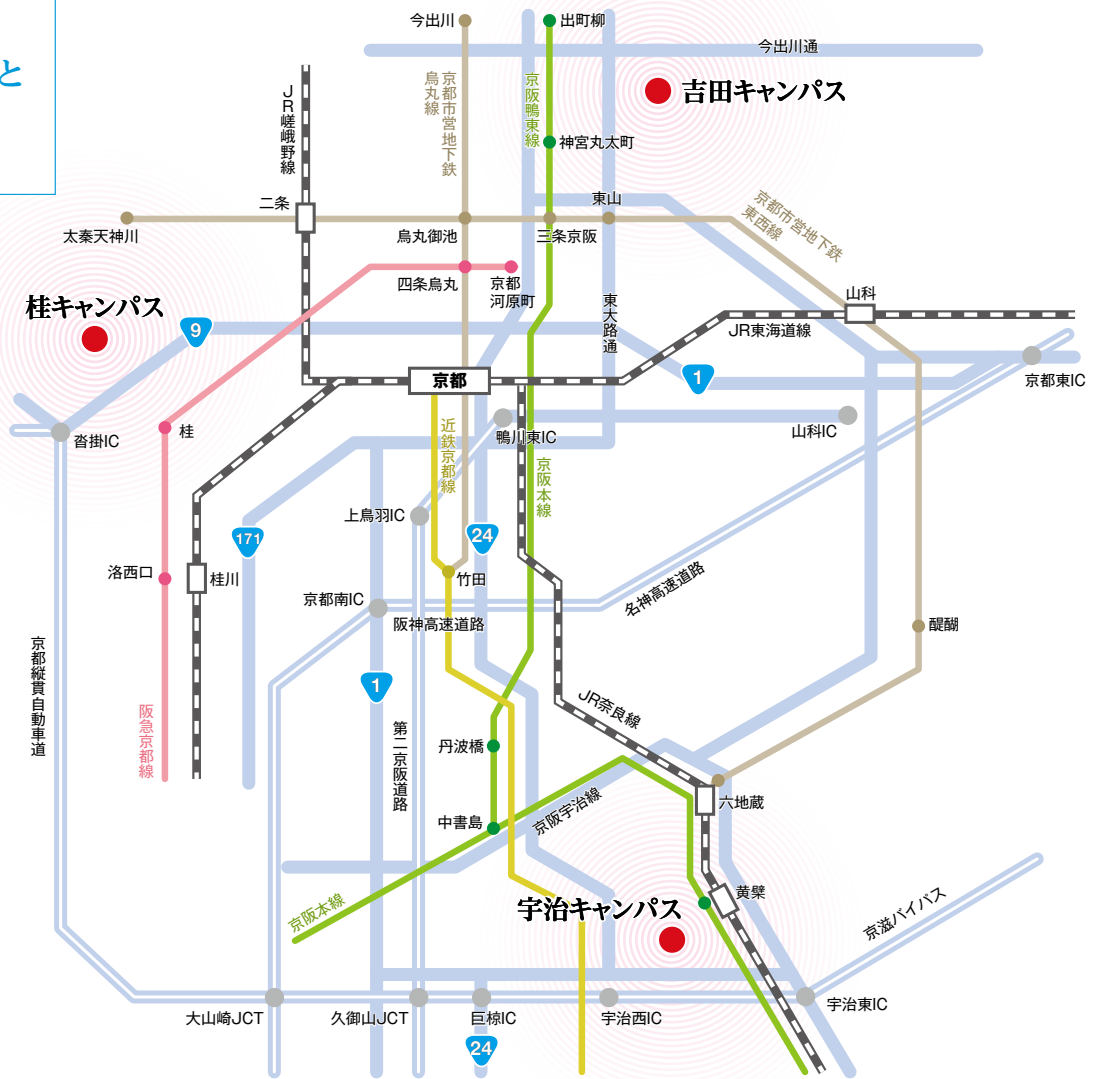 と
今出川
出町柳
今出川通
京都市営地下鉄
烏丸線
京阪鴨東線
吉田キャンパス
JR嵯峨野線
神宮丸太町
二条
東山
京都市営地下鉄
東西線
太秦天神川
烏丸御池
三条京阪
四条烏丸
京都
河原町
山科
桂キャンパス
9
東大路通
JR東海道線
京都
1
京都東IC
沓掛IC
桂
近鉄京都線
鴨川東IC
山科IC
京阪本線
上鳥羽IC
171
24
洛西口
桂川
竹田
京都南IC
名神高速道路
阪神高速道路
醍醐
京都縦貫自動車道
1
JR奈良線
阪急京都線
第二京阪道路
丹波橋
六地蔵
中書島
京阪宇治線
黄檗
京阪本線
宇治キャンパス
京滋バイパス
宇治東IC
大山崎JCT
久御山JCT
巨椋IC
宇治西IC
24